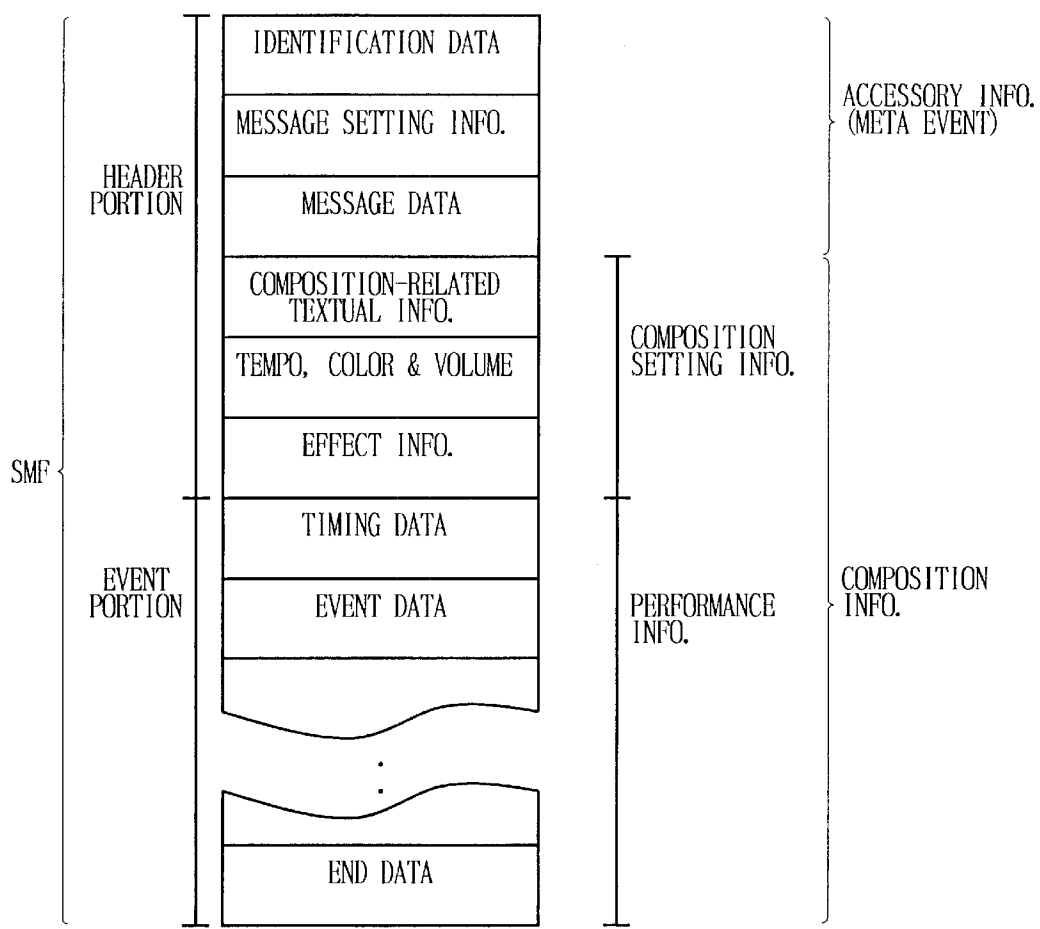 IDENTIFICATION DATA
MESSAGE SETTING INFO.
MESSAGE DATA
COMPOSITION-RELATED
TEXTUAL INFO.
TEMPO, COLOR & VOLUME
EFFECT INFO.
TIMING DATA
EVENT DATA
END DATA
SMF
HEADER
PORTION
EVENT
PORTION
COMPOSITION
SETTING INFO.
PERFORMANCE
INFO.
ACCESSORY INFO.
(META EVENT)
COMPOSITION
INFO.